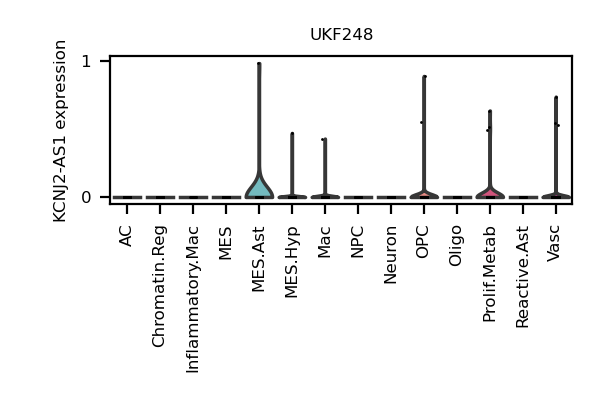 UKF248
KCNJ2-AS1 expression
1
0
AC
Chromatin.Reg
Inflammatory.Mac
MES
MES.Ast
MES.Hyp
Mac
NPC
Neuron
OPC
Oligo
Prolif.Metab
Reactive.Ast
Vasc